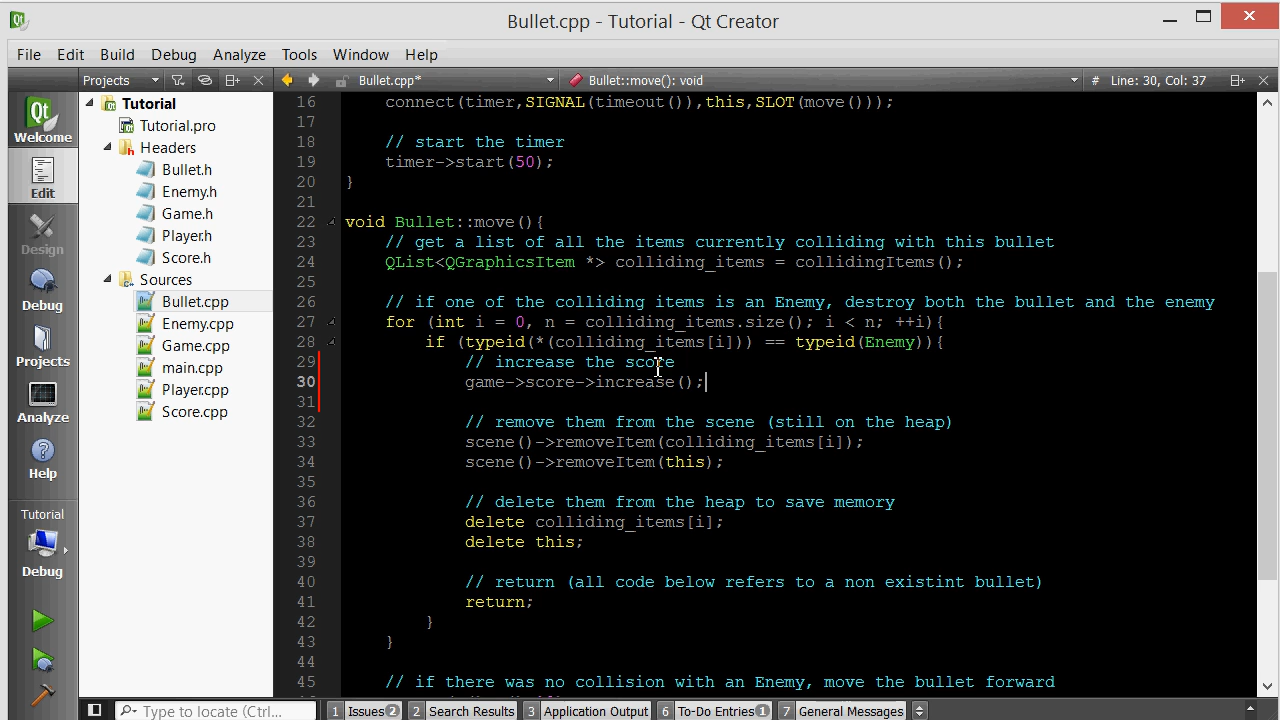 Bullet.cpp - Tutorial - Qt Creator
File Edit Build Debug Analyze Tools Window Help
Projects Bullet.cpp* Bullet::move(): void # Line: 30, Col: 37
Qt
Welcome
Edit
Design
Debug
Projects
Analyze
Help
Tutorial
Debug
Tutorial
Tutorial.pro
Headers
Bullet.h
Enemy.h
Game.h
Player.h
Score.h
Sources
Bullet.cpp
Enemy.cpp
Game.cpp
main.cpp
Player.cpp
Score.cpp
16 connect(timer,SIGNAL(timeout()),this,SLOT(move()));
17
18 // start the timer
19 timer->start(50);
20 }
21
22 void Bullet::move(){
23 // get a list of all the items currently colliding with this bullet
24 QList<QGraphicsItem *> colliding_items = collidingItems();
25
26 // if one of the colliding items is an Enemy, destroy both the bullet and the enemy
27 for (int i = 0, n = colliding_items.size(); i < n; ++i){
28 if (typeid(*(colliding_items[i])) == typeid(Enemy)){
29 // increase the score
30 game->score->increase();
31
32 // remove them from the scene (still on the heap)
33 scene()->removeItem(colliding_items[i]);
34 scene()->removeItem(this);
35
36 // delete them from the heap to save memory
37 delete colliding_items[i];
38 delete this;
39
40 // return (all code below refers to a non existint bullet)
41 return;
42 }
43 }
44
45 // if there was no collision with an Enemy, move the bullet forward
Type to locate (Ctrl... 1 Issues 2 2 Search Results 3 Application Output 6 To-Do Entries 1 7 General Messages